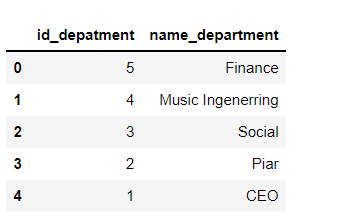 id_depatment name_department
0 5 Finance
1 4 Music Ingenerring
2 3 Social
3 2 Piar
4 1 CEO